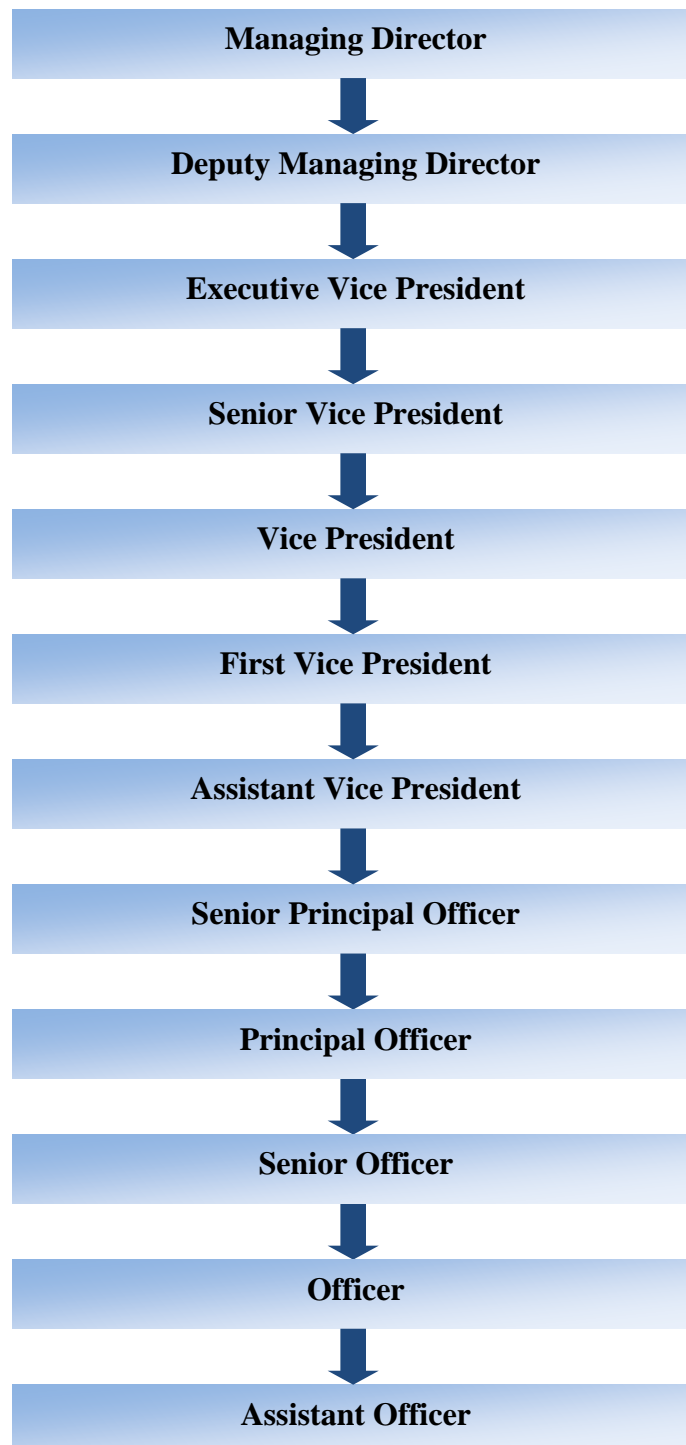 Managing Director
Deputy Managing Director
Executive Vice President
Senior Vice President
Vice President
First Vice President
Assistant Vice President
Senior Principal Officer
Principal Officer
Senior Officer
Officer
Assistant Officer